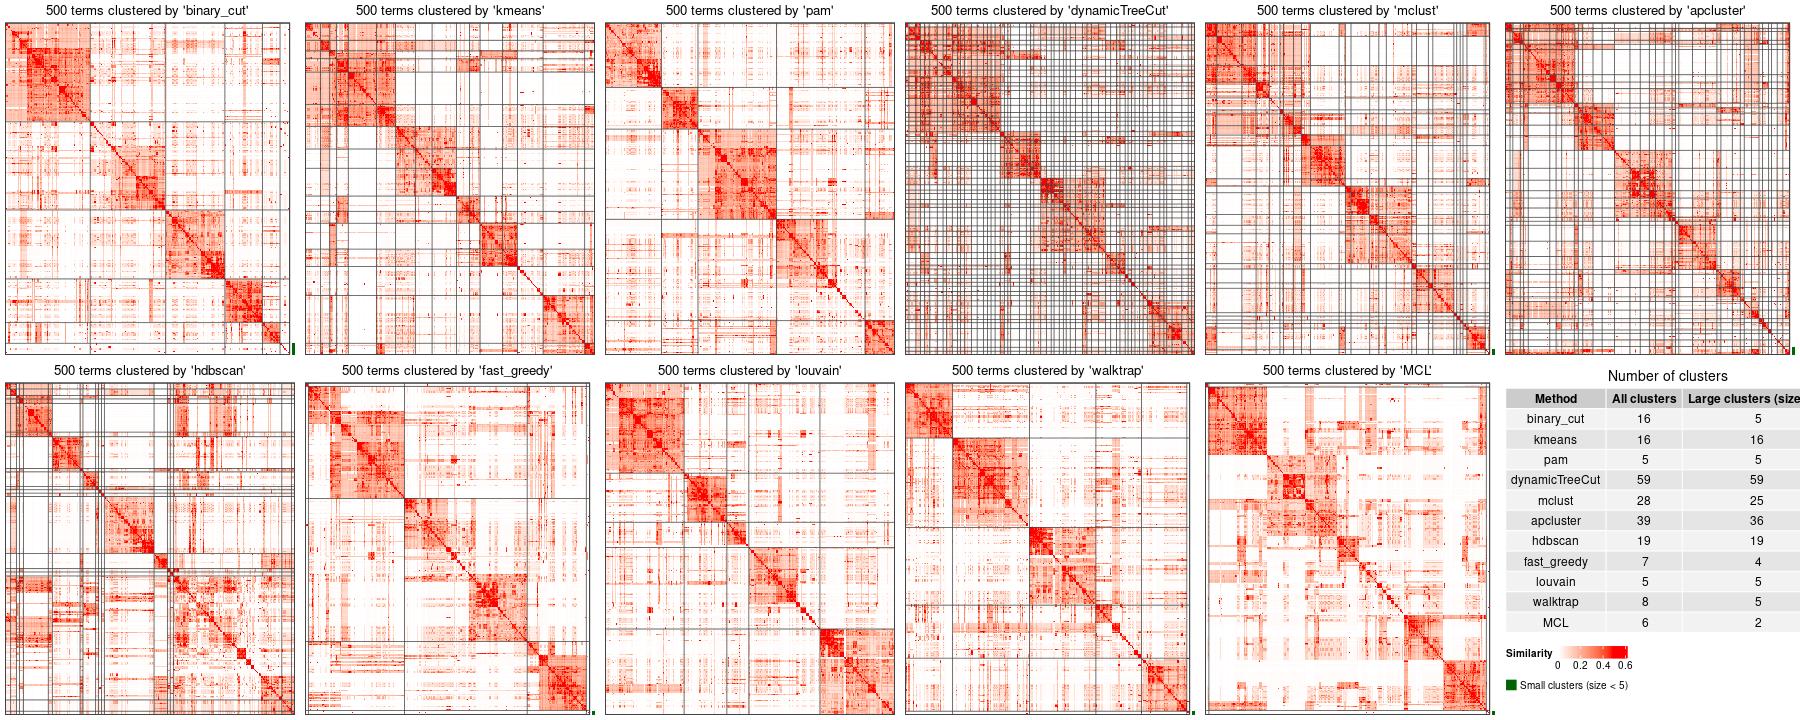 500 terms clustered by 'binary_cut'
500 terms clustered by 'kmeans'
500 terms clustered by 'pam'
500 terms clustered by 'dynamicTreeCut'
500 terms clustered by 'mclust'
500 terms clustered by 'apcluster'
500 terms clustered by 'hdbscan'
500 terms clustered by 'fast_greedy'
500 terms clustered by 'louvain'
500 terms clustered by 'walktrap'
500 terms clustered by 'MCL'
Number of clusters
Method All clusters Large clusters (size
binary_cut 16 5
kmeans 16 16
pam 5 5
dynamicTreeCut 59 59
mclust 28 25
apcluster 39 36
hdbscan 19 19
fast_greedy 7 4
louvain 5 5
walktrap 8 5
MCL 6 2
Similarity
0 0.2 0.4 0.6
Small clusters (size < 5)